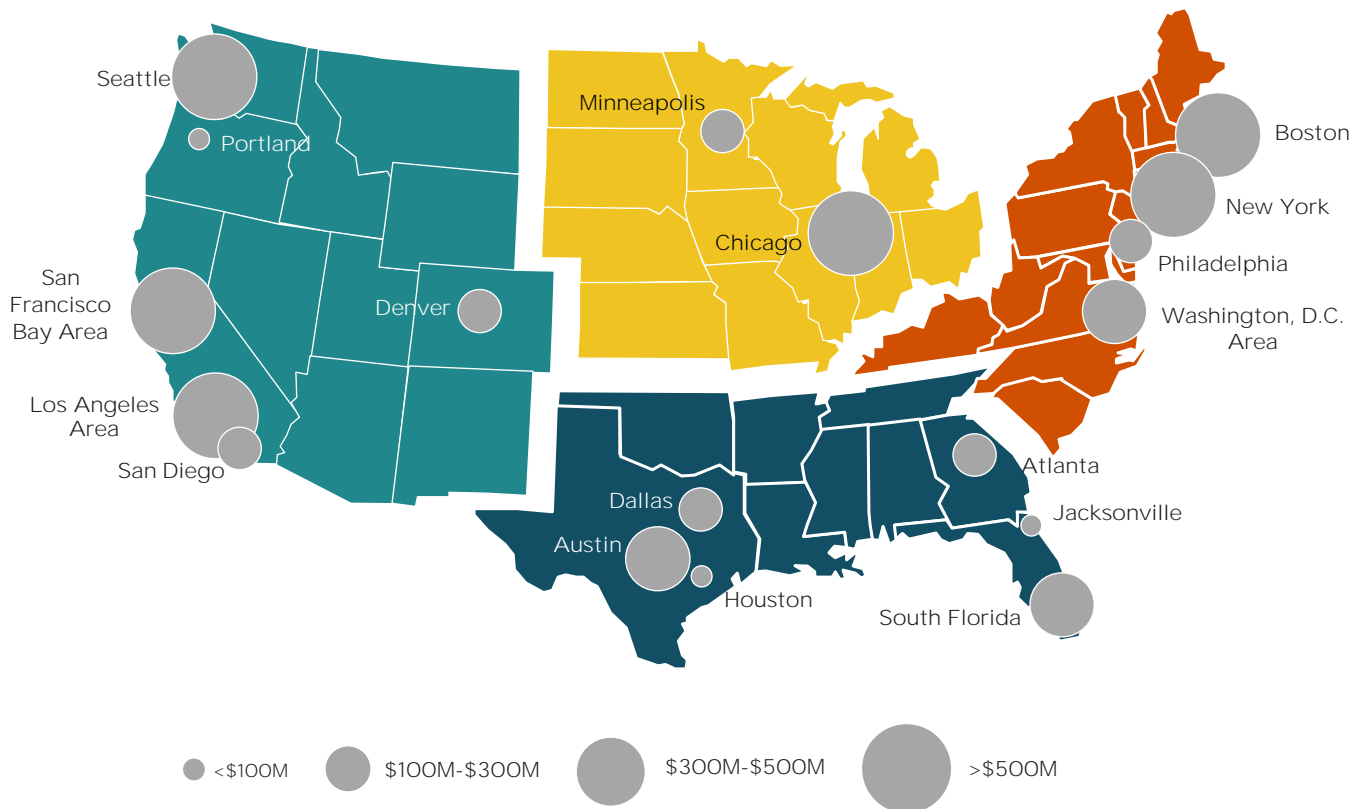 Seattle
Portland
Minneapolis
Boston
New York
Chicago
Philadelphia
San
Francisco
Bay Area
Denver
Washington, D.C.
Area
Los Angeles
Area
San Diego
Atlanta
Dallas
Jacksonville
Austin
Houston
South Florida
<$100M
$100M-$300M
$300M-$500M
>$500M